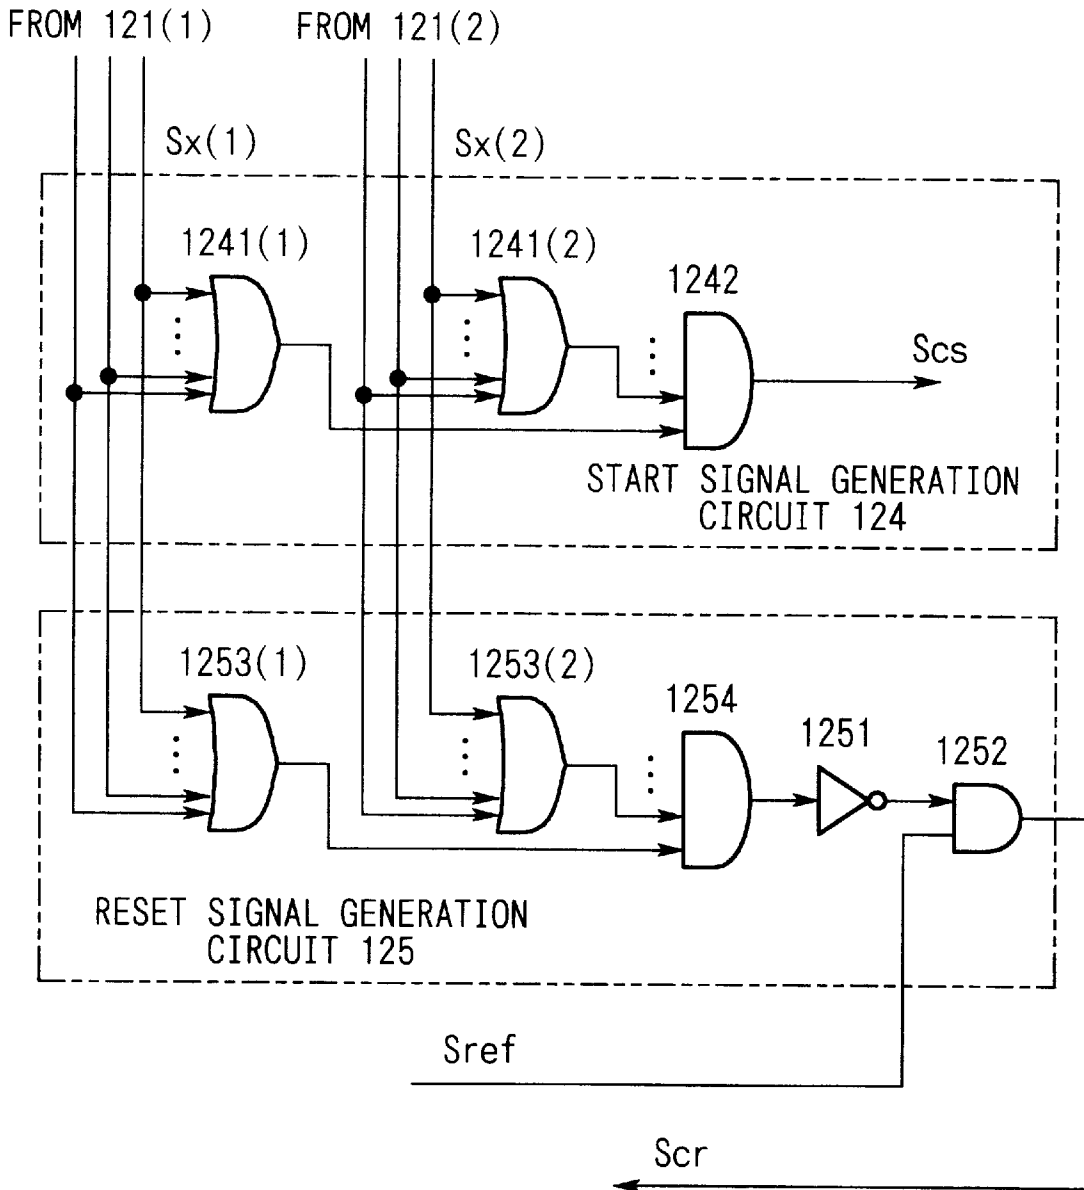 FROM 121(1)
FROM 121(2)
Sx(1)
Sx(2)
1241(1)
1241(2)
1242
Scs
START SIGNAL GENERATION
CIRCUIT 124
1253(1)
1253(2)
1254
1251
1252
RESET SIGNAL GENERATION
CIRCUIT 125
Sref
Scr